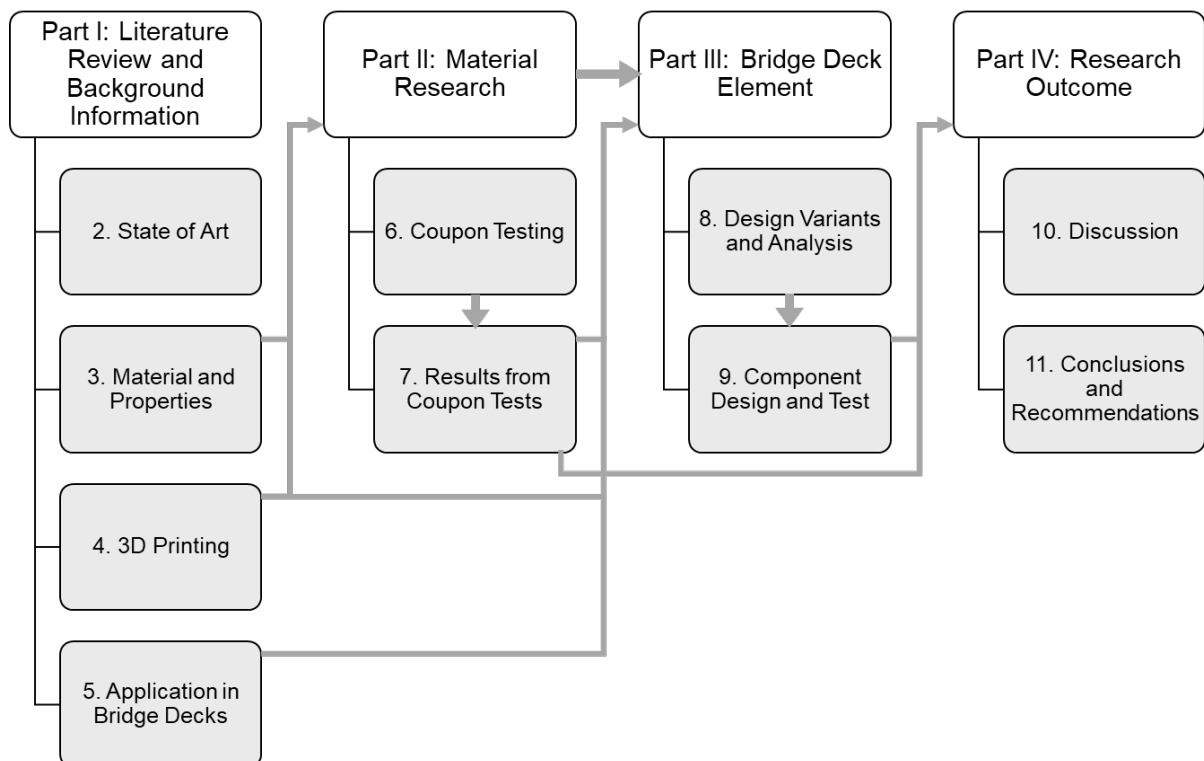 Part I: Literature
Review and
Background
Information
2. State of Art
3. Material and
Properties
4. 3D Printing
5. Application in
Bridge Decks
Part II: Material
Research
6. Coupon Testing
7. Results from
Coupon Tests
Part III: Bridge Deck
Element
8. Design Variants
and Analysis
9. Component
Design and Test
Part IV: Research
Outcome
10. Discussion
11. Conclusions
and
Recommendations